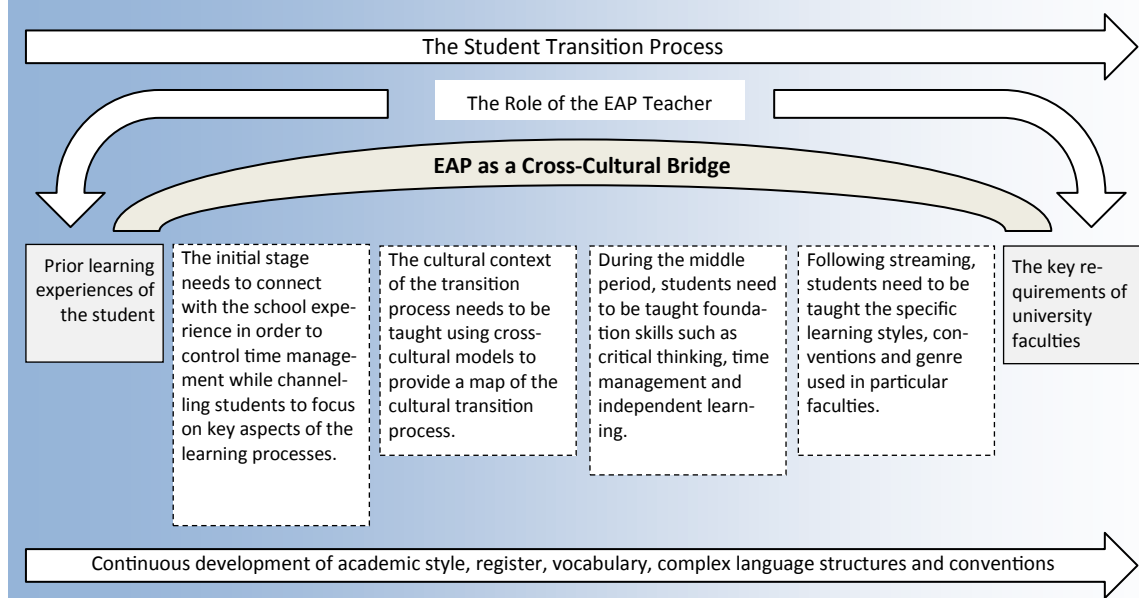 The Student Transition Process
The Role of the EAP Teacher
EAP as a Cross-Cultural Bridge
Prior learning
experiences of
the student
The initial stage
needs to connect
with the school expe-
rience in order to
control time manage-
ment while channel-
ling students to focus
on key aspects of the
learning processes.
The cultural context
of the transition
process needs to be
taught using cross-
cultural models to
provide a map of the
cultural transition
process.
During the middle
period, students need
to be taught founda-
tion skills such as
critical thinking, time
management and
independent learn-
ing.
Following streaming,
students need to be
taught the specific
learning styles, con-
ventions and genre
used in particular
faculties.
The key re-
quirements of
university
faculties
Continuous development of academic style, register, vocabulary, complex language structures and conventions